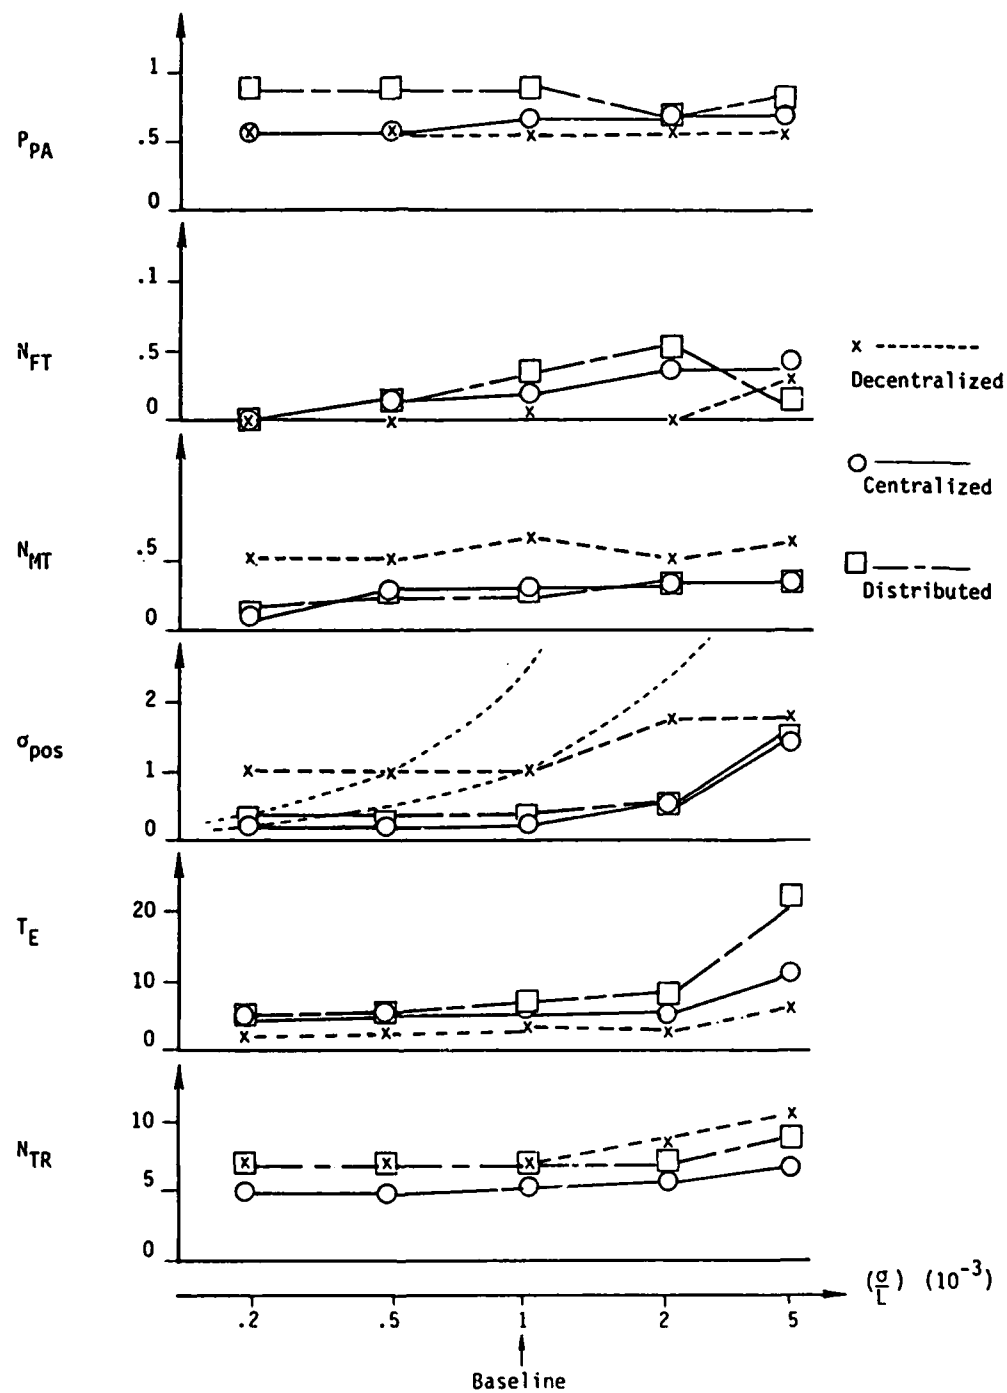 1
P_PA
.5
0
.1
N_FT
.5
0
x -------- Decentralized
Centralized
Distributed
N_MT
.5
0
2
σ_pos
1
0
20
T_E
10
0
10
N_TR
5
0
(σ/L) (10^-3)
.2 .5 1 2 5
Baseline